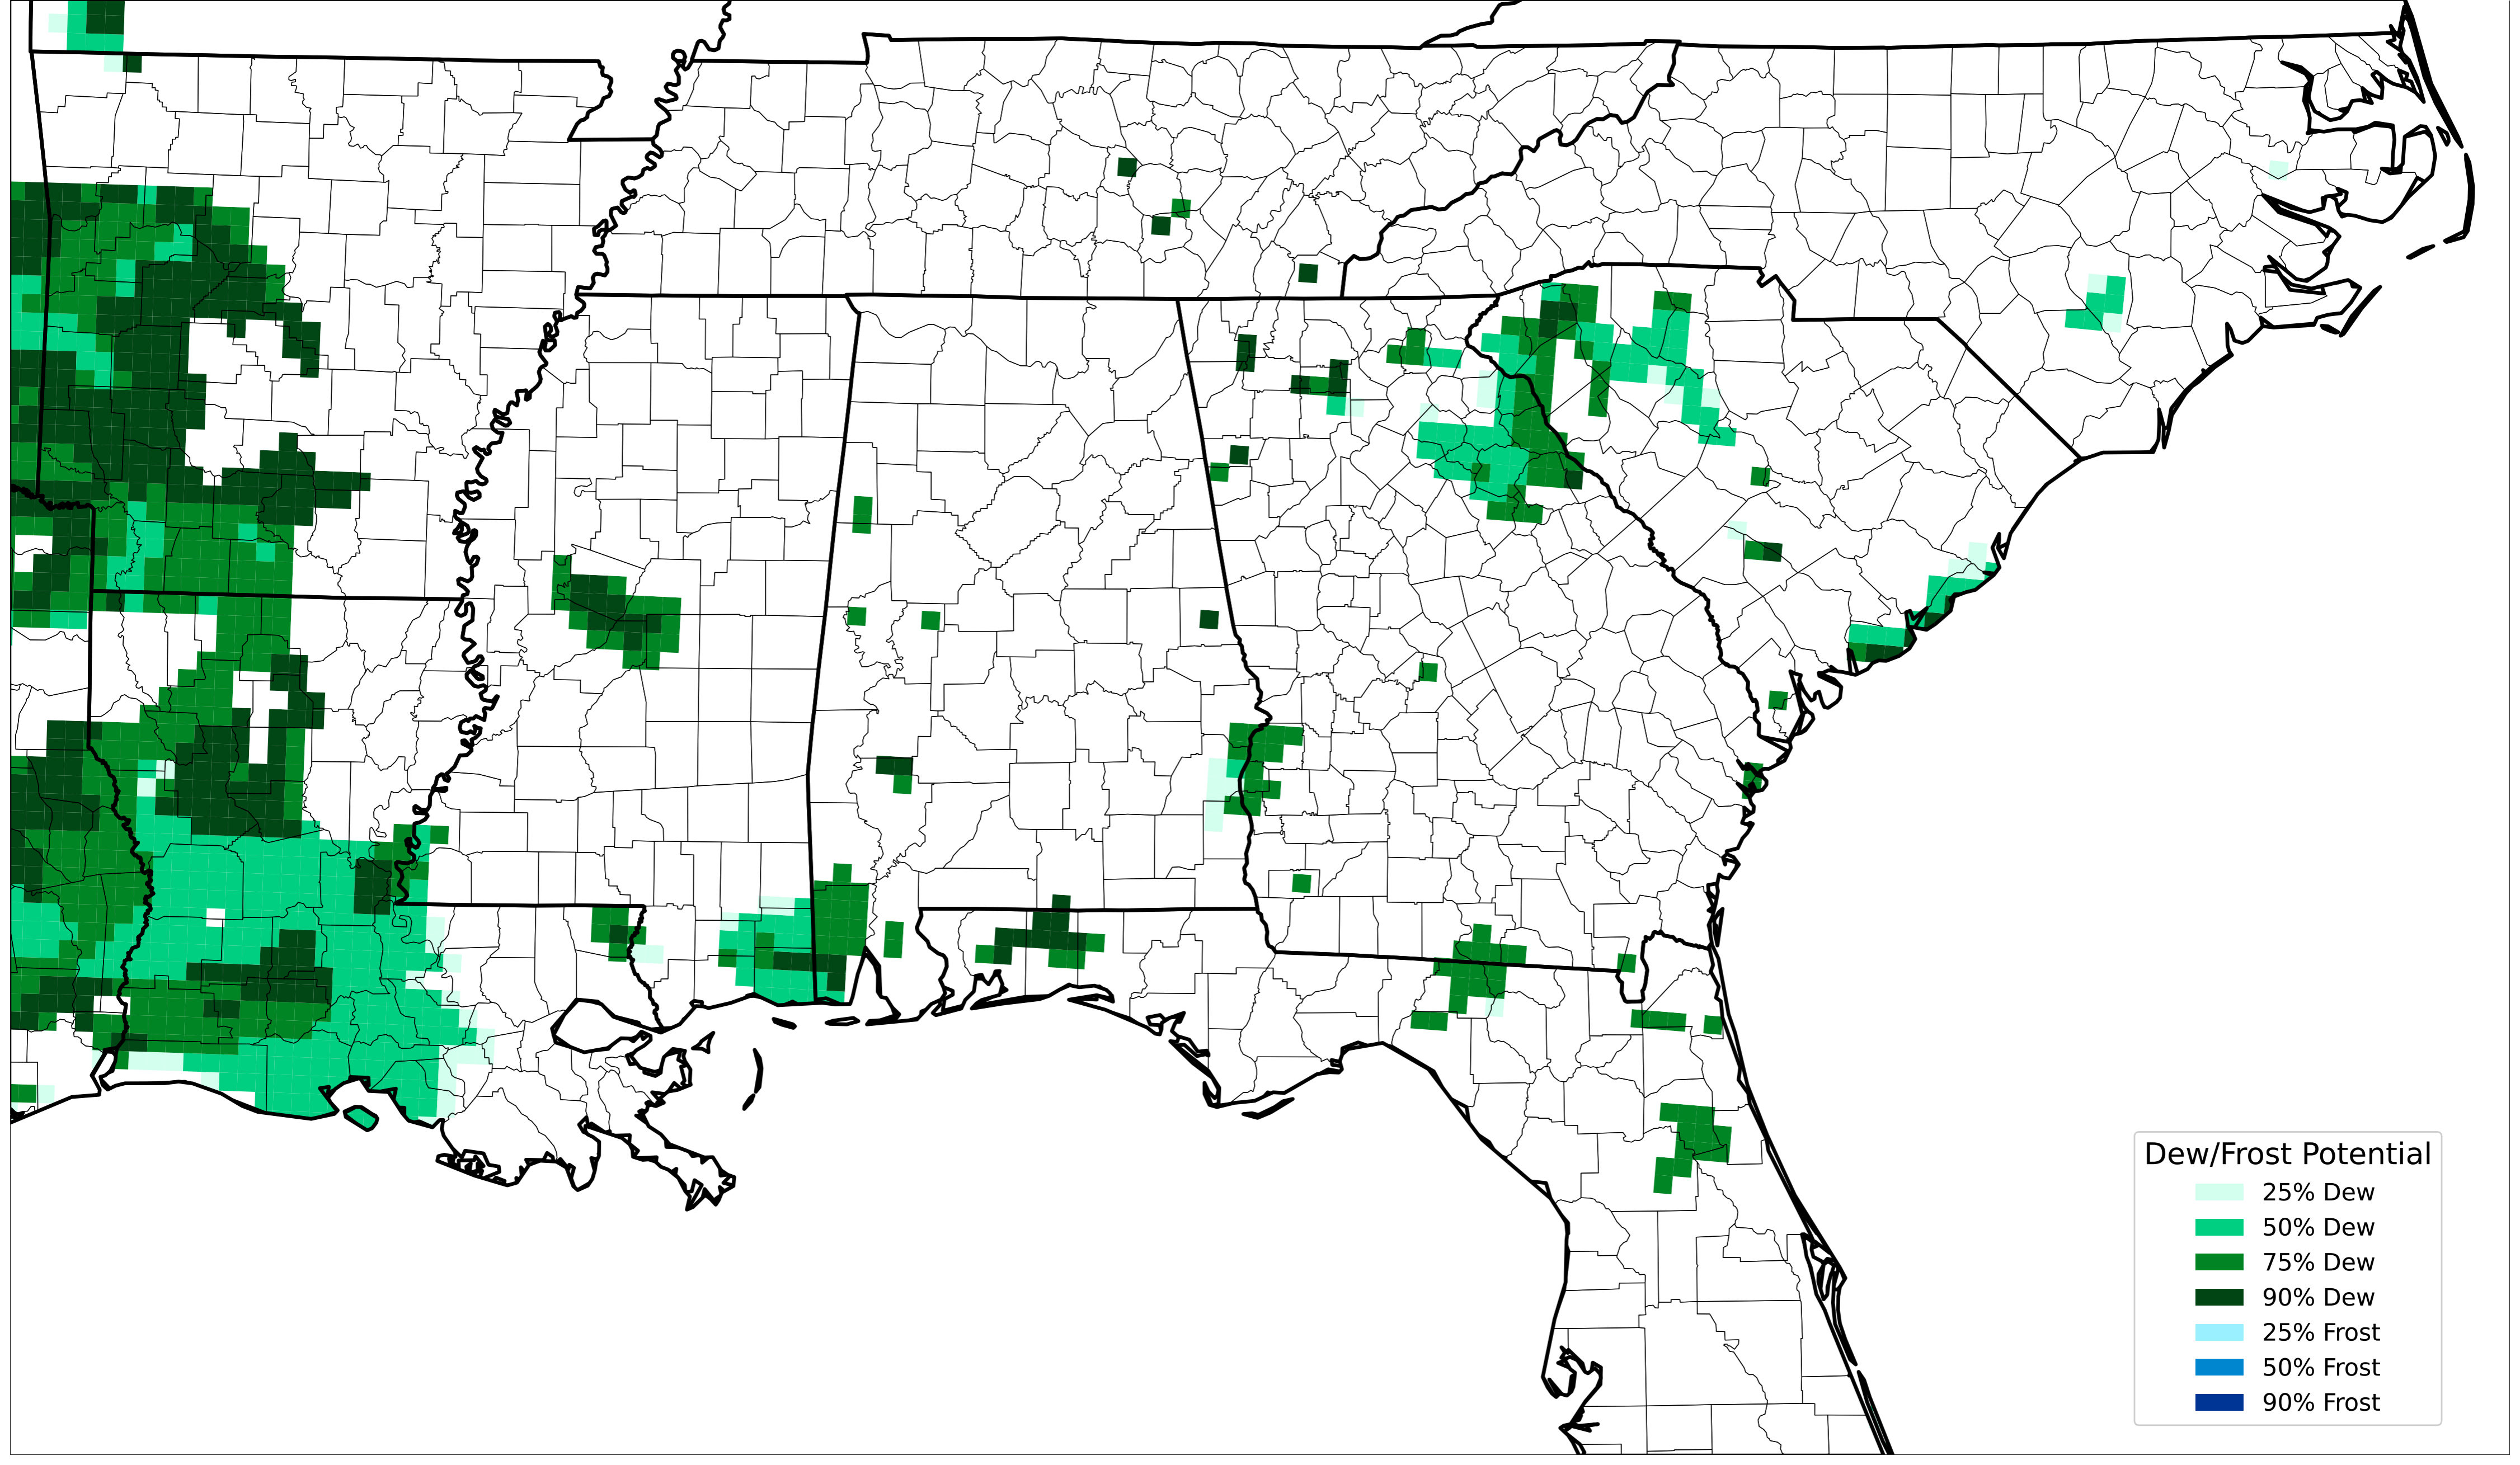 Dew/Frost Potential
25% Dew
50% Dew
75% Dew
90% Dew
25% Frost
50% Frost
90% Frost